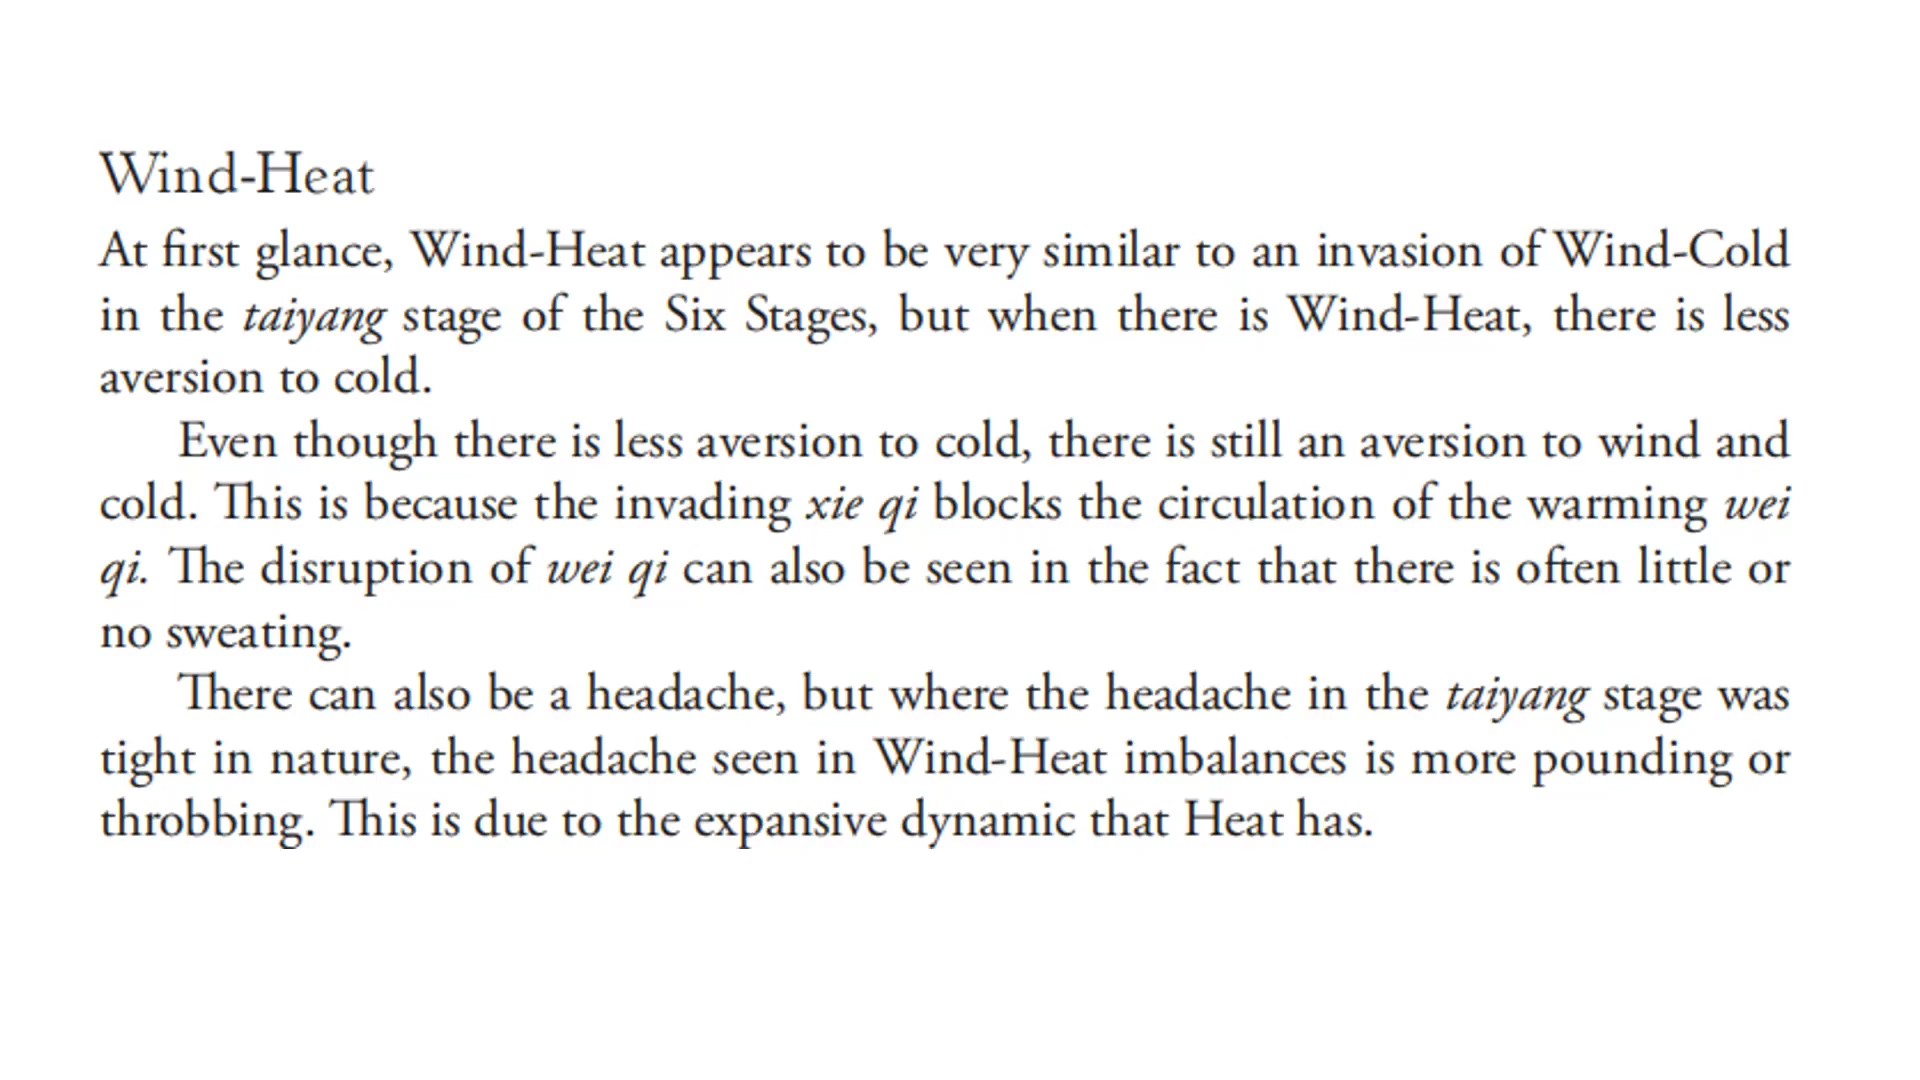 Wind-Heat
At first glance, Wind-Heat appears to be very similar to an invasion of Wind-Cold
in the taiyang stage of the Six Stages, but when there is Wind-Heat, there is less
aversion to cold.
Even though there is less aversion to cold, there is still an aversion to wind and
cold. This is because the invading xie qi blocks the circulation of the warming wei
qi. The disruption of wei qi can also be seen in the fact that there is often little or
no sweating.
There can also be a headache, but where the headache in the taiyang stage was
tight in nature, the headache seen in Wind-Heat imbalances is more pounding or
throbbing. This is due to the expansive dynamic that Heat has.